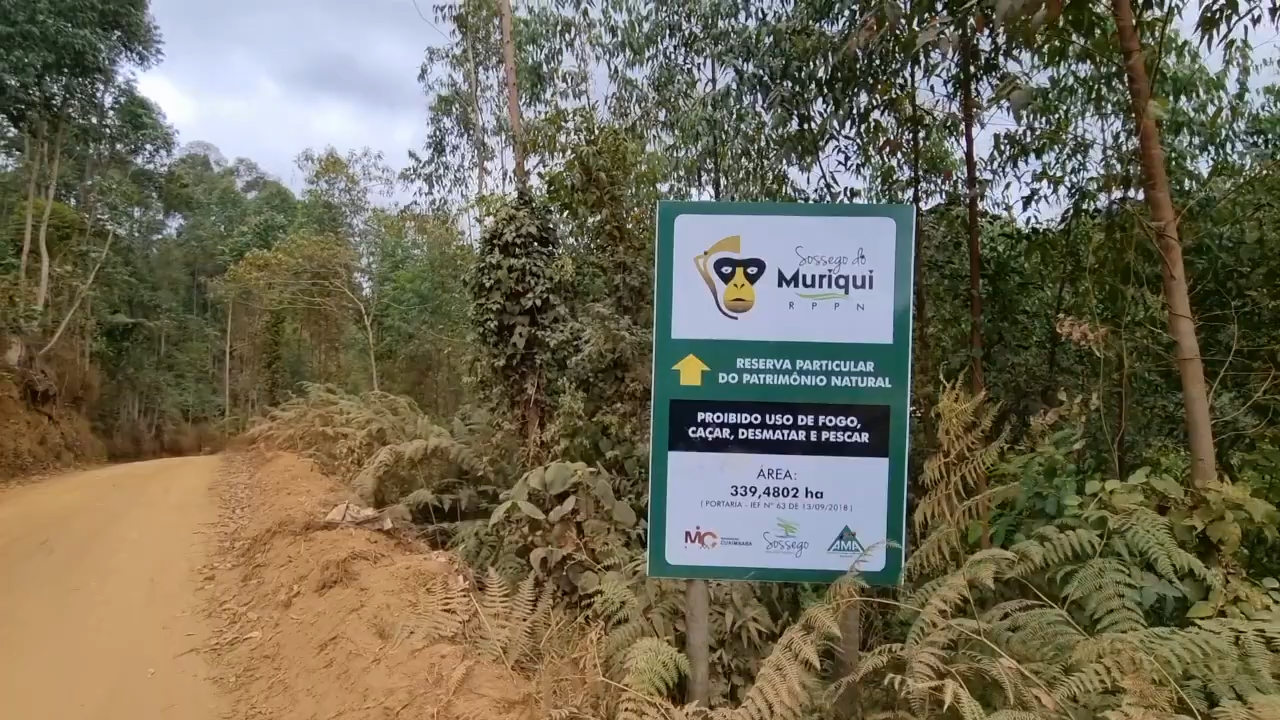 Sossego do
Muriqui
RPPN
RESERVA PARTICULAR
DO PATRIMÔNIO NATURAL
PROIBIDO USO DE FOGO,
CAÇAR, DESMATAR E PESCAR
ÁREA:
339,4802 ha
( PORTARIA - IEF Nº 63 DE 13/09/2018 )
Sossego
AMA